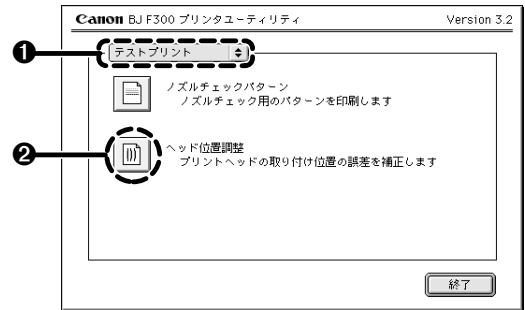 Canon BJ F300 プリンタユーティリティ Version 3.2
❶ テストプリント
ノズルチェックパターン
ノズルチェック用のパターンを印刷します
❷ ヘッド位置調整
プリントヘッドの取り付け位置の誤差を補正します
終了